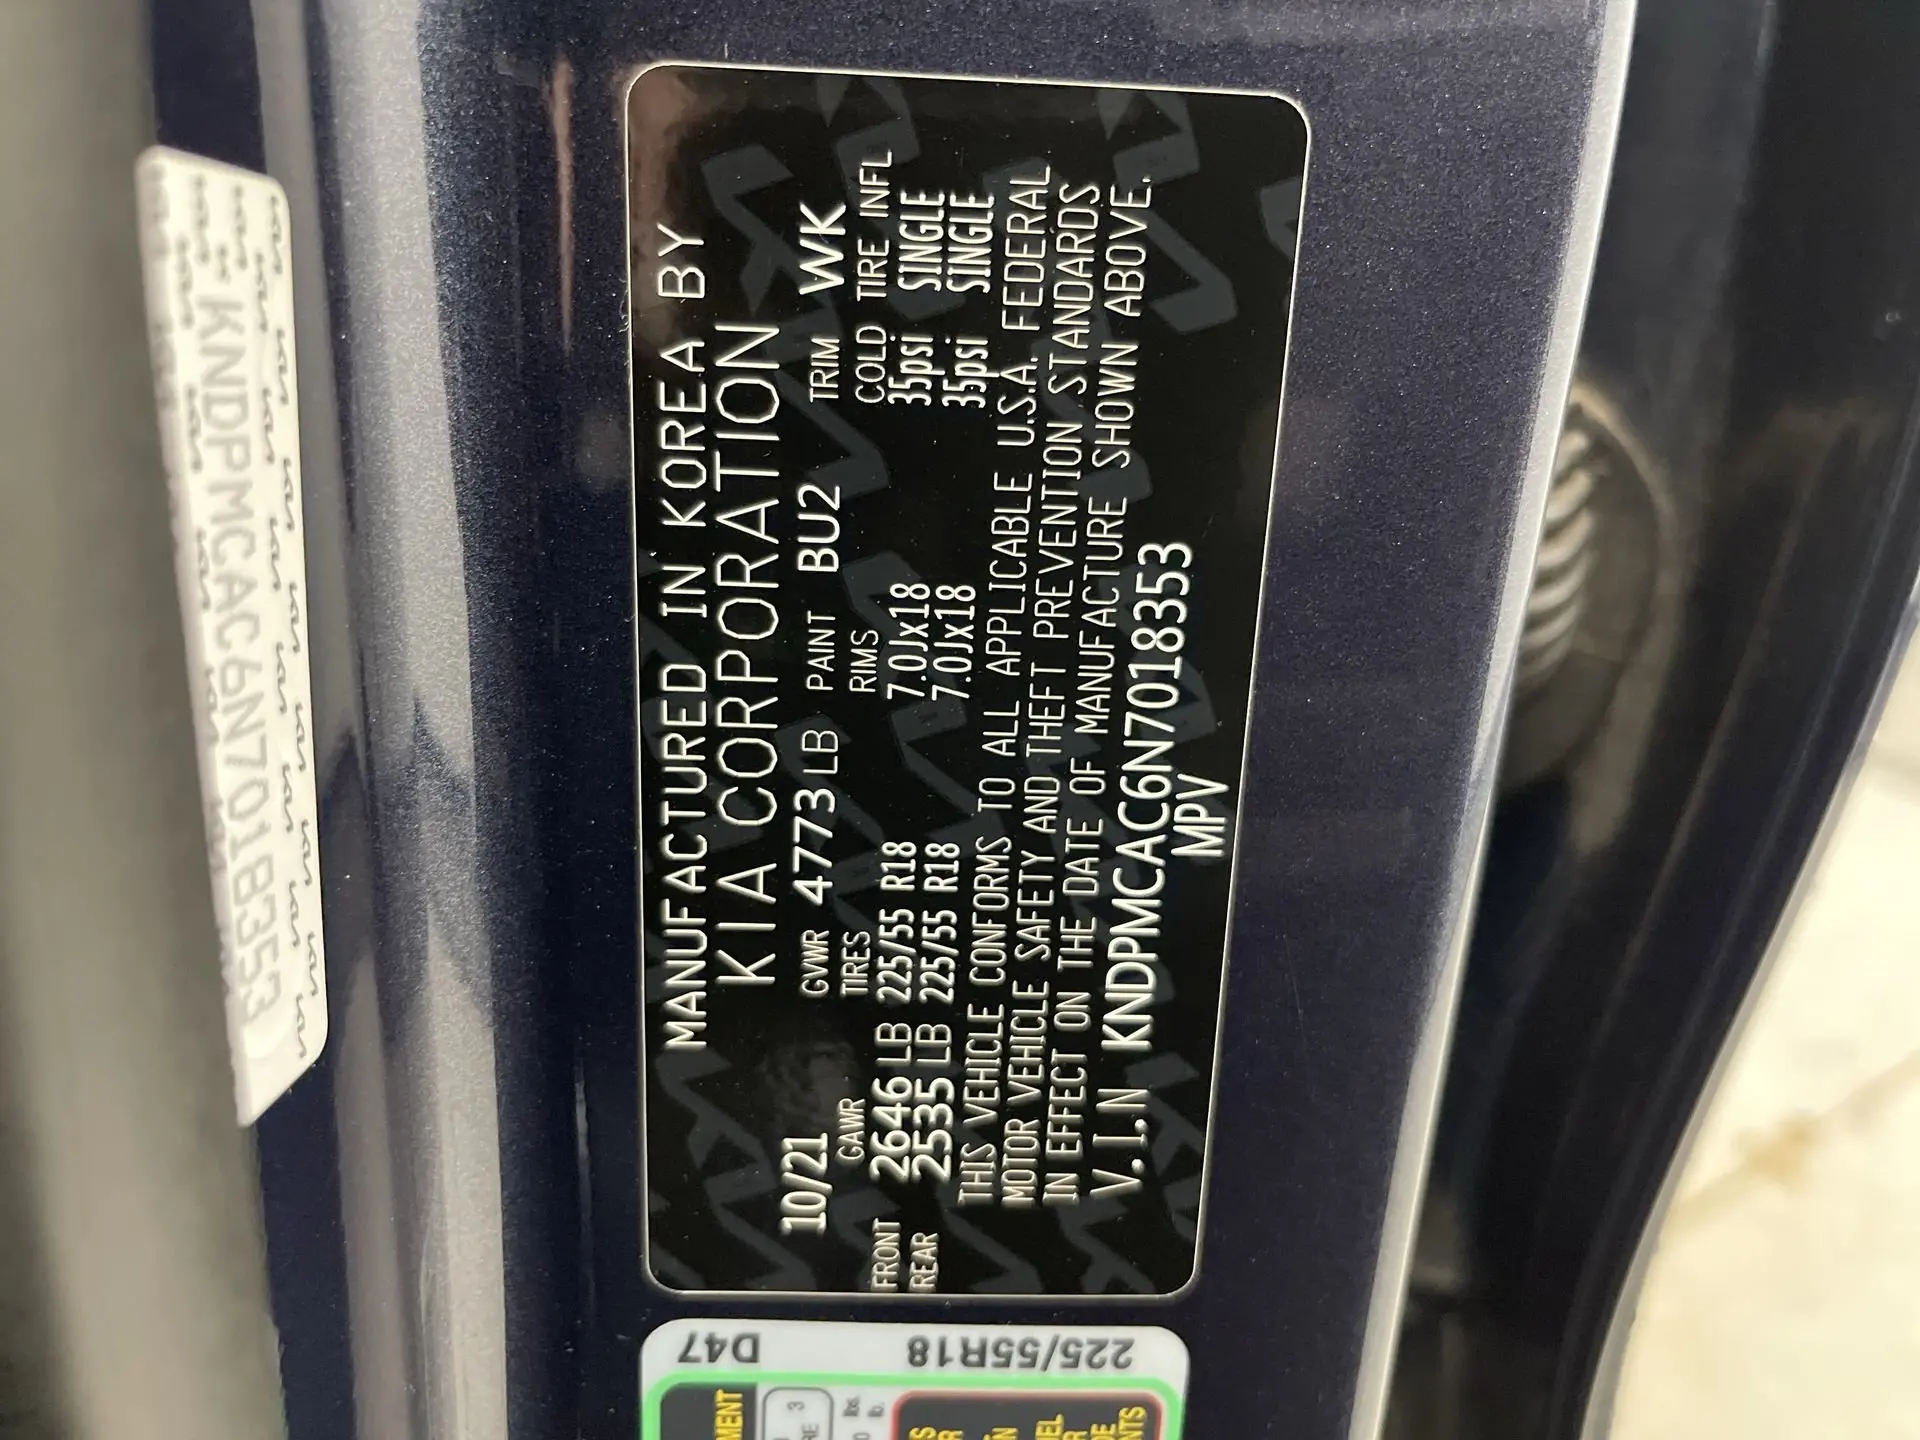 MANUFACTURED IN KOREA BY
KIA CORPORATION
10/21 GVWR 4773 LB PAINT BU2 TRIM WK
GAWR TIRES RIMS COLD TIRE INFL
FRONT 2646 LB 225/55 R18 7.0Jx18 35psi SINGLE
REAR 2535 LB 225/55 R18 7.0Jx18 35psi SINGLE
THIS VEHICLE CONFORMS TO ALL APPLICABLE U.S.A. FEDERAL
MOTOR VEHICLE SAFETY AND THEFT PREVENTION STANDARDS
IN EFFECT ON THE DATE OF MANUFACTURE SHOWN ABOVE.
V.I.N KNDPMCAC6N7018353
MPV
KNDPMCAC6N7018353
D47
225/55R18